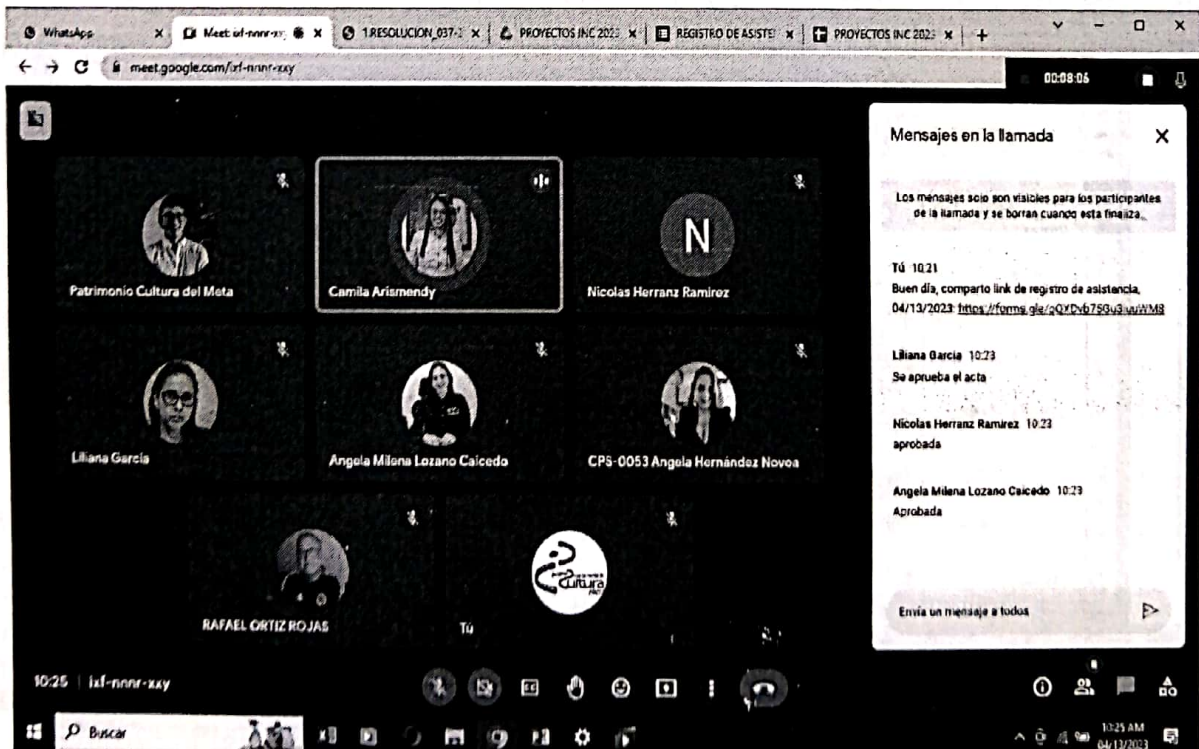 WhatsApp
Meet: ixf-nnnr-xxy
1.RESOLUCION_037-2
PROYECTOS INC 2023
REGISTRO DE ASISTE
PROYECTOS INC 2023
meet.google.com/ixf-nnnr-xxy
00:08:06
Mensajes en la llamada
Los mensajes solo son visibles para los participantes
de la llamada y se borran cuando esta finaliza.
Tú 10:21
Buen día, comparto link de registro de asistencia,
04/13/2023
Liliana Garcia 10:23
Se aprueba el acta
Nicolas Herranz Ramirez 10:23
aprobada
Angela Milena Lozano Caicedo 10:23
Aprobada
Envía un mensaje a todos
Patrimonio Cultura del Meta
Camila Arismendy
N
Nicolas Herranz Ramirez
Liliana Garcia
Angela Milena Lozano Caicedo
CPS-0053 Angela Hernández Novoa
RAFAEL ORTIZ ROJAS
Cultura
Tú
10:25 | ixf-nnnr-xxy
Buscar
10:25 AM
04/13/2023